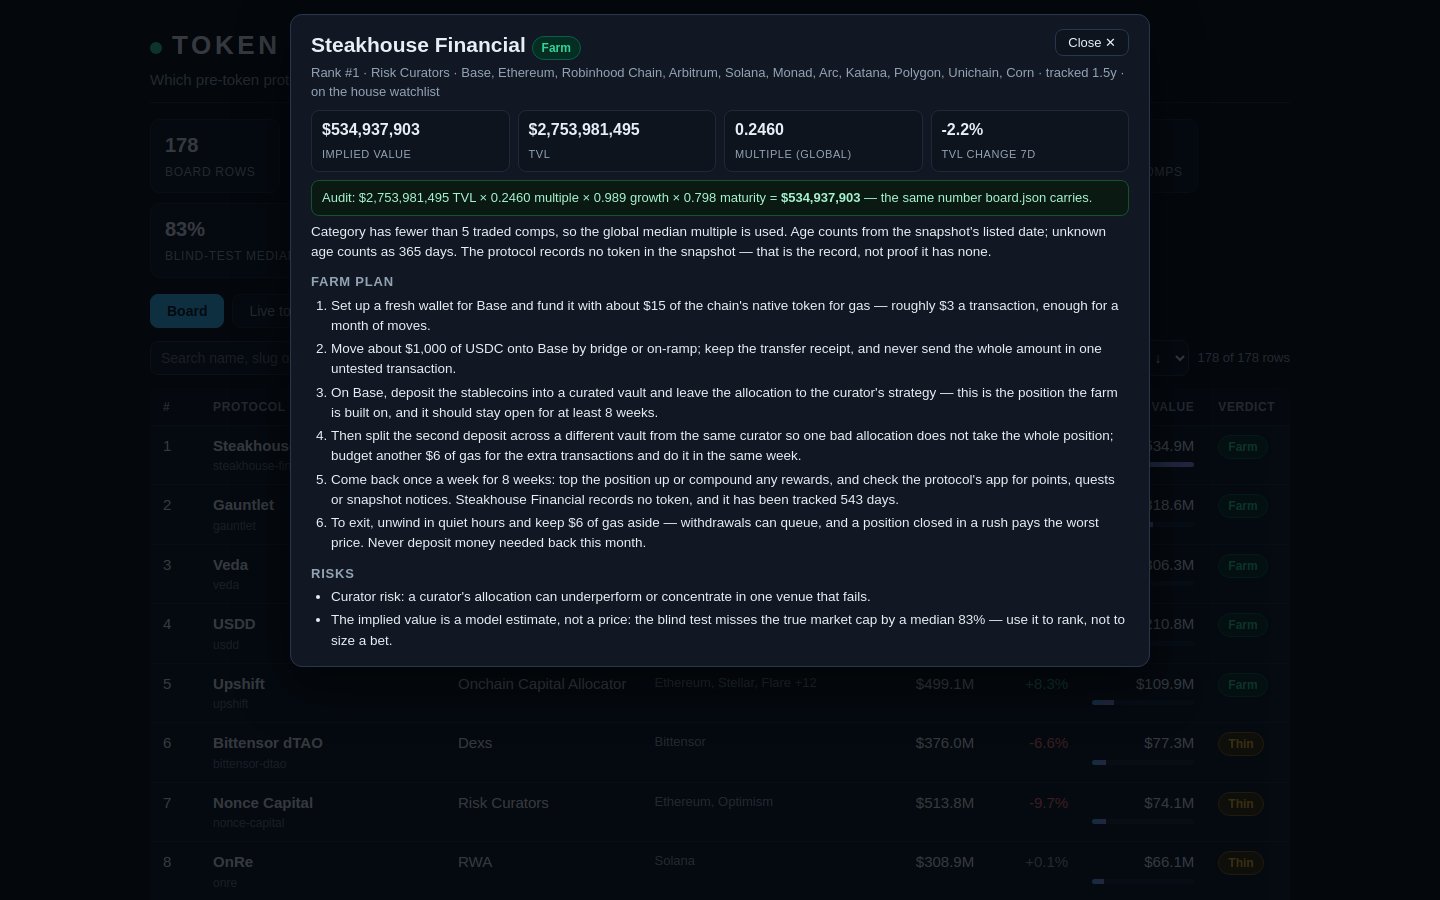 TOKEN
Which pre-token prot
178
BOARD ROWS
OMPS
83%
BLIND-TEST MEDIAN
Board
Live to
Search name, slug o
↓
178 of 178 rows
Steakhouse Financial
Farm
Close ✕
Rank #1 · Risk Curators · Base, Ethereum, Robinhood Chain, Arbitrum, Solana, Monad, Arc, Katana, Polygon, Unichain, Corn · tracked 1.5y ·
on the house watchlist
$534,937,903
IMPLIED VALUE
$2,753,981,495
TVL
0.2460
MULTIPLE (GLOBAL)
-2.2%
TVL CHANGE 7D
Audit: $2,753,981,495 TVL × 0.2460 multiple × 0.989 growth × 0.798 maturity = $534,937,903 — the same number board.json carries.
Category has fewer than 5 traded comps, so the global median multiple is used. Age counts from the snapshot's listed date; unknown
age counts as 365 days. The protocol records no token in the snapshot — that is the record, not proof it has none.
FARM PLAN
1. Set up a fresh wallet for Base and fund it with about $15 of the chain's native token for gas — roughly $3 a transaction, enough for a
month of moves.
2. Move about $1,000 of USDC onto Base by bridge or on-ramp; keep the transfer receipt, and never send the whole amount in one
untested transaction.
3. On Base, deposit the stablecoins into a curated vault and leave the allocation to the curator's strategy — this is the position the farm
is built on, and it should stay open for at least 8 weeks.
4. Then split the second deposit across a different vault from the same curator so one bad allocation does not take the whole position;
budget another $6 of gas for the extra transactions and do it in the same week.
5. Come back once a week for 8 weeks: top the position up or compound any rewards, and check the protocol's app for points, quests
or snapshot notices. Steakhouse Financial records no token, and it has been tracked 543 days.
6. To exit, unwind in quiet hours and keep $6 of gas aside — withdrawals can queue, and a position closed in a rush pays the worst
price. Never deposit money needed back this month.
RISKS
• Curator risk: a curator's allocation can underperform or concentrate in one venue that fails.
• The implied value is a model estimate, not a price: the blind test misses the true market cap by a median 83% — use it to rank, not to
size a bet.
# PROTOCOL VALUE VERDICT
1 Steakhous 534.9M Farm
steakhouse-fin
2 Gauntlet 318.6M Farm
gauntlet
3 Veda 306.3M Farm
veda
4 USDD 210.8M Farm
usdd
5 Upshift Onchain Capital Allocator Ethereum, Stellar, Flare +12 $499.1M +8.3% $109.9M Farm
upshift
6 Bittensor dTAO Dexs Bittensor $376.0M -6.6% $77.3M Thin
bittensor-dtao
7 Nonce Capital Risk Curators Ethereum, Optimism $513.8M -9.7% $74.1M Thin
nonce-capital
8 OnRe RWA Solana $308.9M +0.1% $66.1M Thin
onre